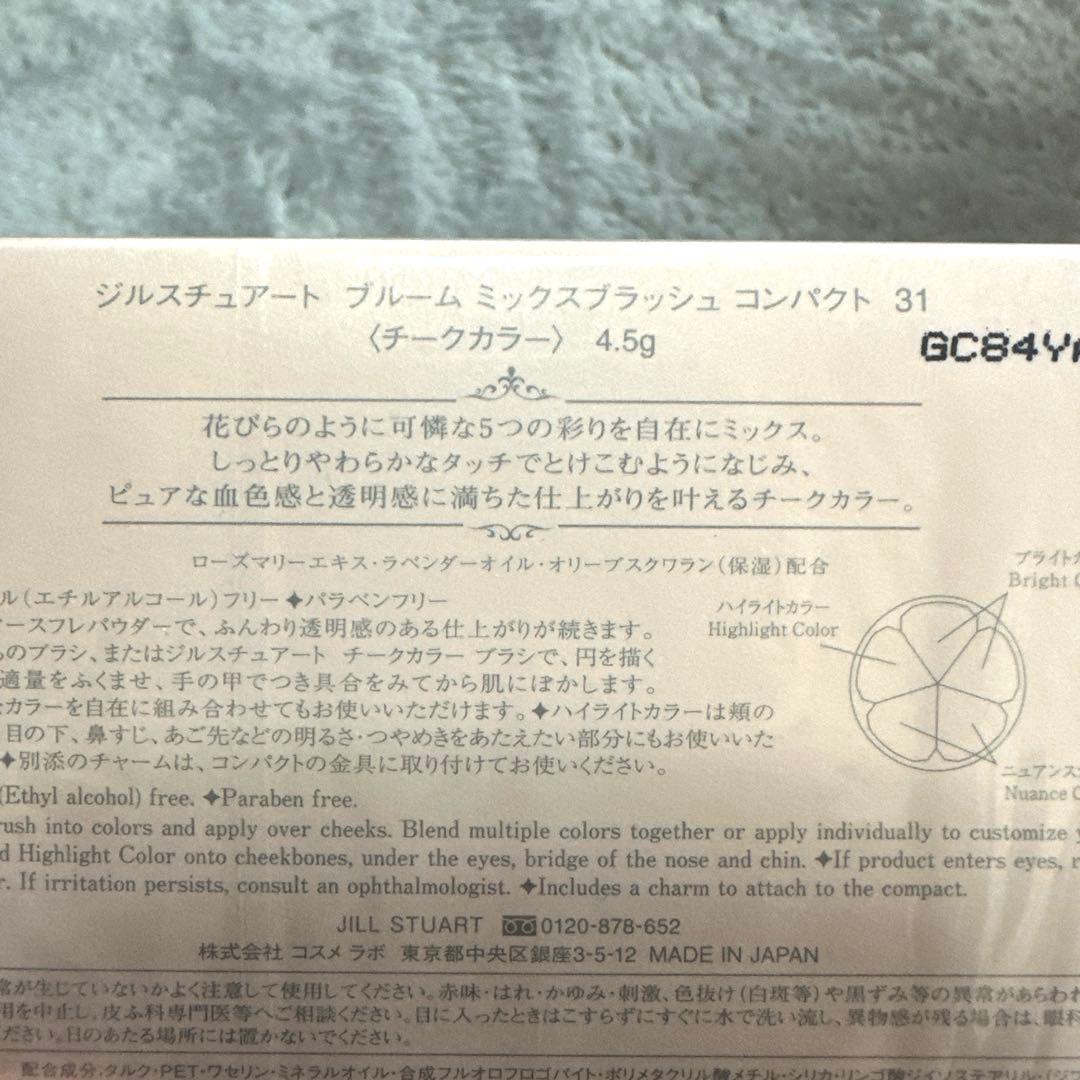 ジルスチュアート ブルーム ミックスブラッシュ コンパクト 31
〈チークカラー〉 4.5g
GC84Y
花びらのように可憐な5つの彩りを自在にミックス。
しっとりやわらかなタッチでとけこむようになじみ、
ピュアな血色感と透明感に満ちた仕上がりを叶えるチークカラー。
ローズマリーエキス・ラベンダーオイル・オリーブスクワラン（保湿）配合
ル（エチルアルコール）フリー ✦パラベンフリー
ースフレパウダーで、ふんわり透明感のある仕上がりが続きます。
のブラシ、またはジルスチュアート チークカラー ブラシで、円を描く
適量をふくませ、手の甲でつき具合をみてから肌にぼかします。
カラーを自在に組み合わせてもお使いいただけます。✦ハイライトカラーは頬の
目の下、鼻すじ、あご先などの明るさ・つやめきをあたえたい部分にもお使いいた
✦別添のチャームは、コンパクトの金具に取り付けてお使いください。
ハイライトカラー
Highlight Color
ブライトカ
Bright C
ニュアンス
Nuance C
(Ethyl alcohol) free. ✦Paraben free.
rush into colors and apply over cheeks. Blend multiple colors together or apply individually to customize
d Highlight Color onto cheekbones, under the eyes, bridge of the nose and chin. ✦If product enters eyes, r
r. If irritation persists, consult an ophthalmologist. ✦Includes a charm to attach to the compact.
JILL STUART 0120-878-652
株式会社 コスメ ラボ 東京都中央区銀座3-5-12 MADE IN JAPAN
常が生じていないかよく注意して使用してください。赤味・はれ・かゆみ・刺激、色抜け（白斑等）や黒ずみ等の異常があらわれ
用を中止し、皮ふ科専門医等へご相談ください。目に入ったときはこすらずにすぐに水で洗い流し、異物感が残る場合は、眼科
ださい。日のあたる場所には置かないでください。
配合成分:タルク・PET・ワセリン・ミネラルオイル・合成フルオロフロゴパイト・ポリメタクリル酸メチル・シリカ・リンゴ酸ジイソステアリル・